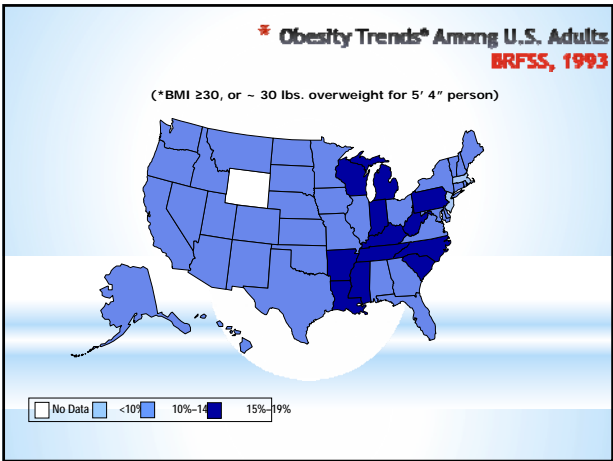 * Obesity Trends* Among U.S. Adults
BRFSS, 1993
(*BMI ≥30, or ~ 30 lbs. overweight for 5' 4" person)
No Data <10% 10%–14 15%–19%